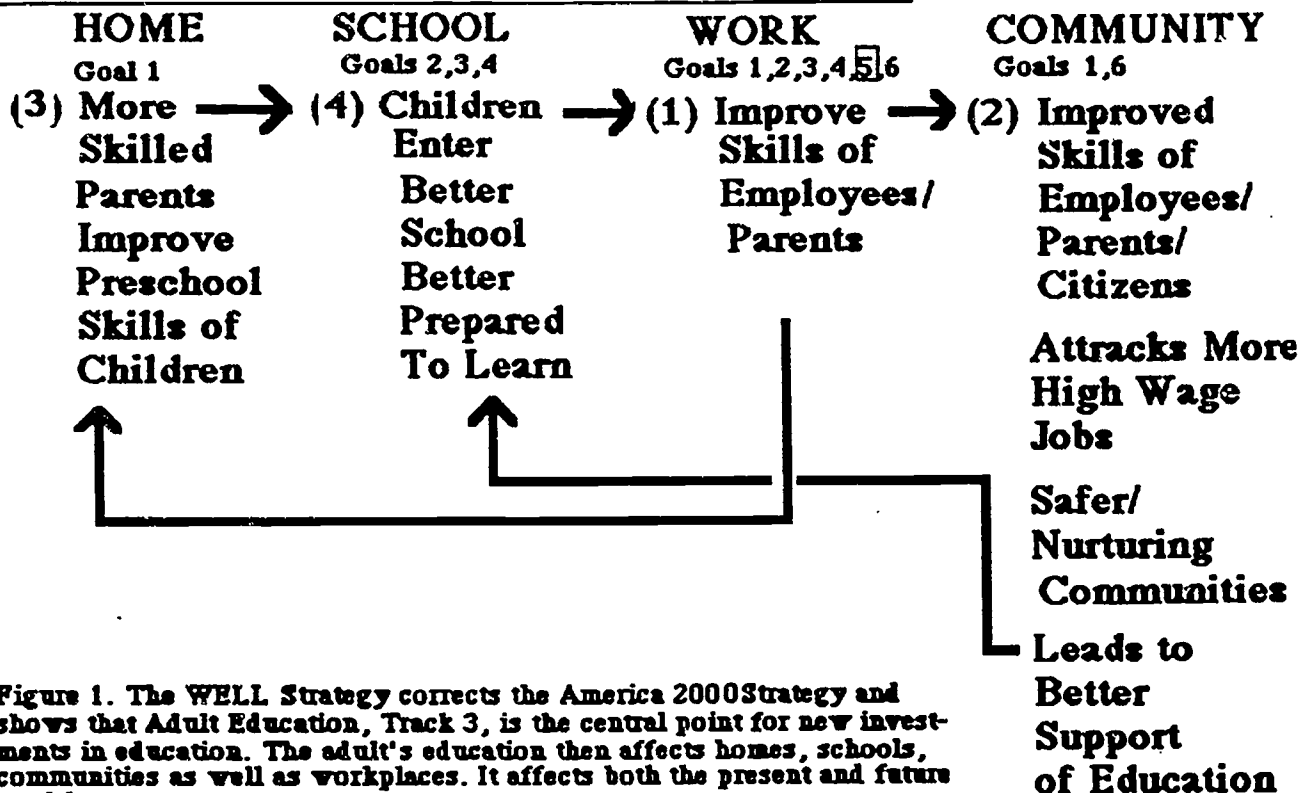 HOME
Goal 1
(3) More
Skilled
Parents
Improve
Preschool
Skills of
Children
SCHOOL
Goals 2,3,4
(4) Children
Enter
Better
School
Better
Prepared
To Learn
WORK
Goals 1,2,3,4,5,6
(1) Improve
Skills of
Employees/
Parents
COMMUNITY
Goals 1,6
(2) Improved
Skills of
Employees/
Parents/
Citizens
Attracks More
High Wage
Jobs
Safer/
Nurturing
Communities
Leads to
Better
Support
of Education
Figure 1. The WELL Strategy corrects the America 2000Strategy and
shows that Adult Education, Track 3, is the central point for new invest-
ments in education. The adult's education then affects homes, schools,
communities as well as workplaces. It affects both the present and future